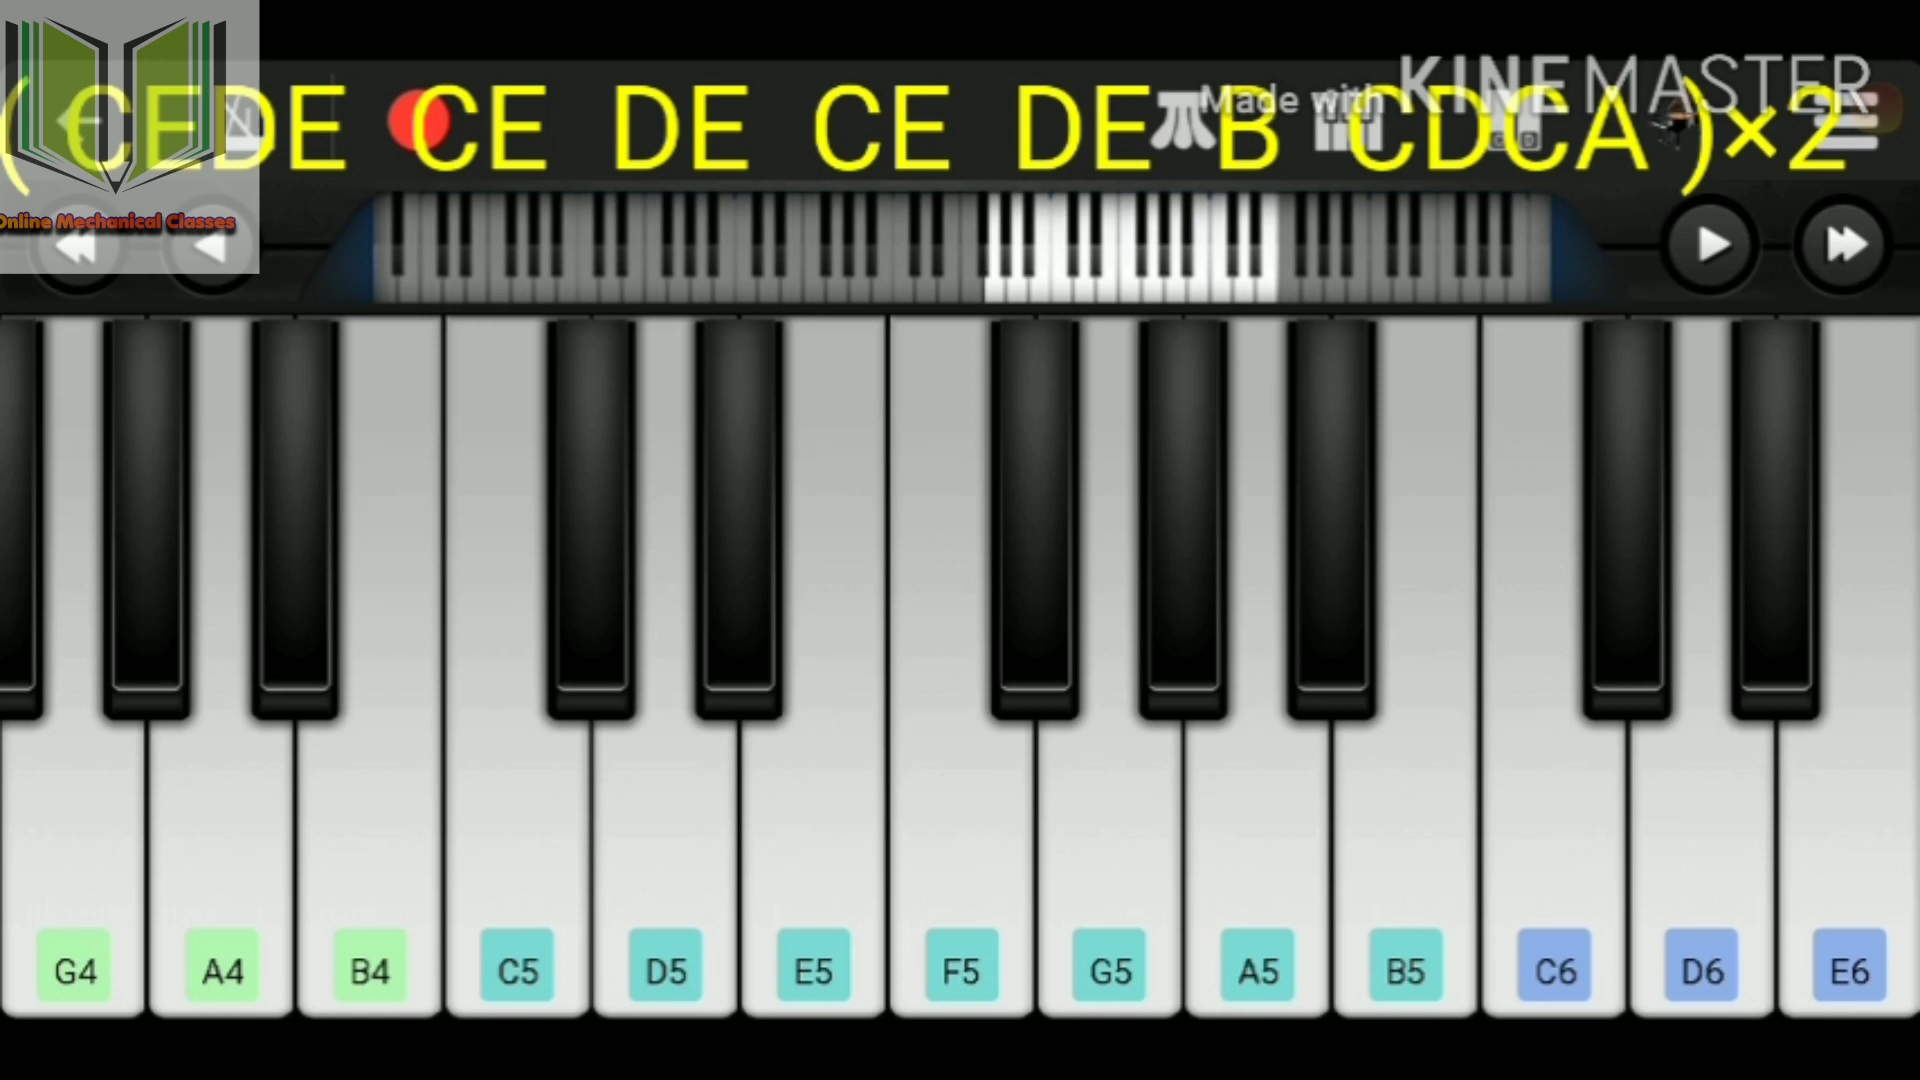 Made with KINEMASTER
( CEDE CE DE CE DE B CDCA )×2
Online Mechanical Classes
G4 A4 B4 C5 D5 E5 F5 G5 A5 B5 C6 D6 E6